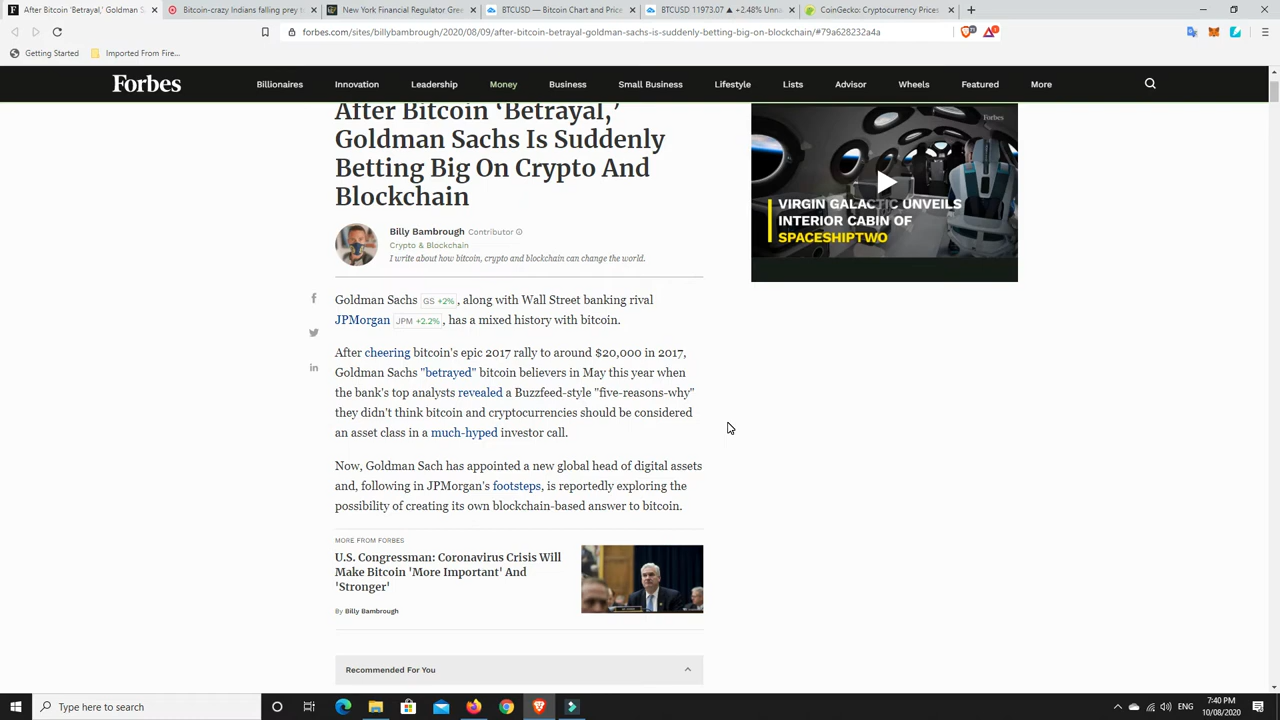 After Bitcoin 'Betrayal,' Goldman S
Bitcoin-crazy Indians falling prey t
New York Financial Regulator Gree
BTCUSD — Bitcoin Chart and Price
BTCUSD 11973.07 ▲ +2.48% Unna
CoinGecko: Cryptocurrency Prices
forbes.com/sites/billybambrough/2020/08/09/after-bitcoin-betrayal-goldman-sachs-is-suddenly-betting-big-on-blockchain/#79a628232a4a
Getting Started
Imported From Fire...
Forbes
Billionaires
Innovation
Leadership
Money
Business
Small Business
Lifestyle
Lists
Advisor
Wheels
Featured
More
After Bitcoin 'Betrayal,'
Goldman Sachs Is Suddenly
Betting Big On Crypto And
Blockchain
Billy Bambrough Contributor
Crypto & Blockchain
I write about how bitcoin, crypto and blockchain can change the world.
Goldman Sachs GS +2% , along with Wall Street banking rival
JPMorgan JPM +2.2% , has a mixed history with bitcoin.
After cheering bitcoin's epic 2017 rally to around $20,000 in 2017,
Goldman Sachs "betrayed" bitcoin believers in May this year when
the bank's top analysts revealed a Buzzfeed-style "five-reasons-why"
they didn't think bitcoin and cryptocurrencies should be considered
an asset class in a much-hyped investor call.
Now, Goldman Sach has appointed a new global head of digital assets
and, following in JPMorgan's footsteps, is reportedly exploring the
possibility of creating its own blockchain-based answer to bitcoin.
MORE FROM FORBES
U.S. Congressman: Coronavirus Crisis Will
Make Bitcoin 'More Important' And
'Stronger'
By Billy Bambrough
Recommended For You
Forbes
VIRGIN GALACTIC UNVEILS
INTERIOR CABIN OF
SPACESHIPTWO
Type here to search
ENG
7:40 PM
10/08/2020